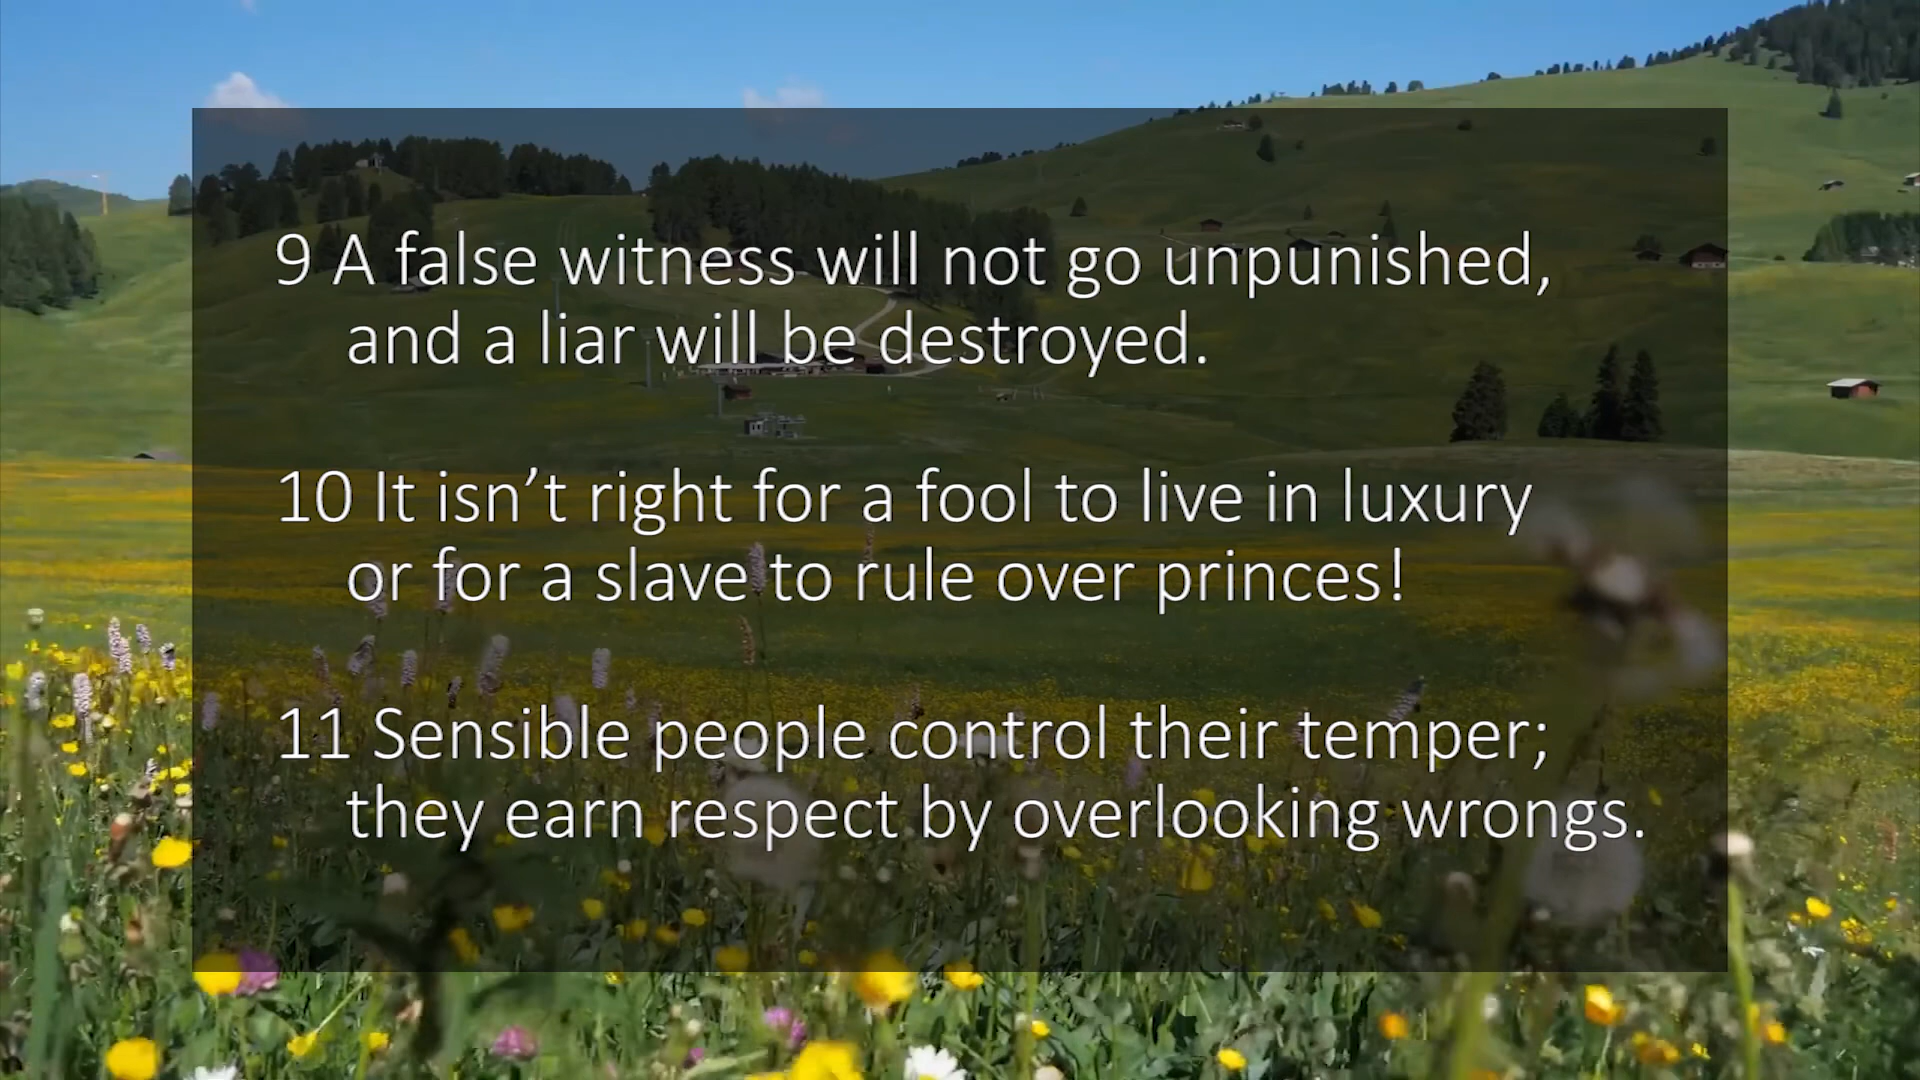 9 A false witness will not go unpunished,
and a liar will be destroyed.
10 It isn’t right for a fool to live in luxury
or for a slave to rule over princes!
11 Sensible people control their temper;
they earn respect by overlooking wrongs.